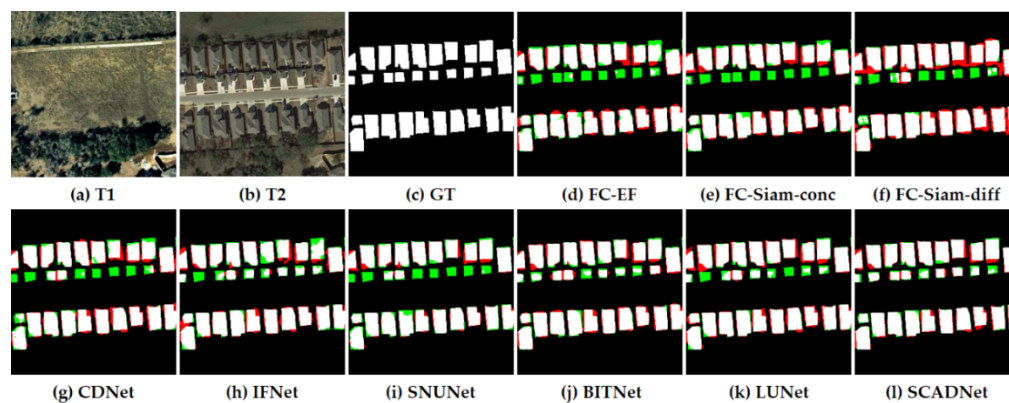 (a) T1 (b) T2 (c) GT (d) FC-EF (e) FC-Siam-conc (f) FC-Siam-diff
(g) CDNet (h) IFNet (i) SNUNet (j) BITNet (k) LUNet (l) SCADNet